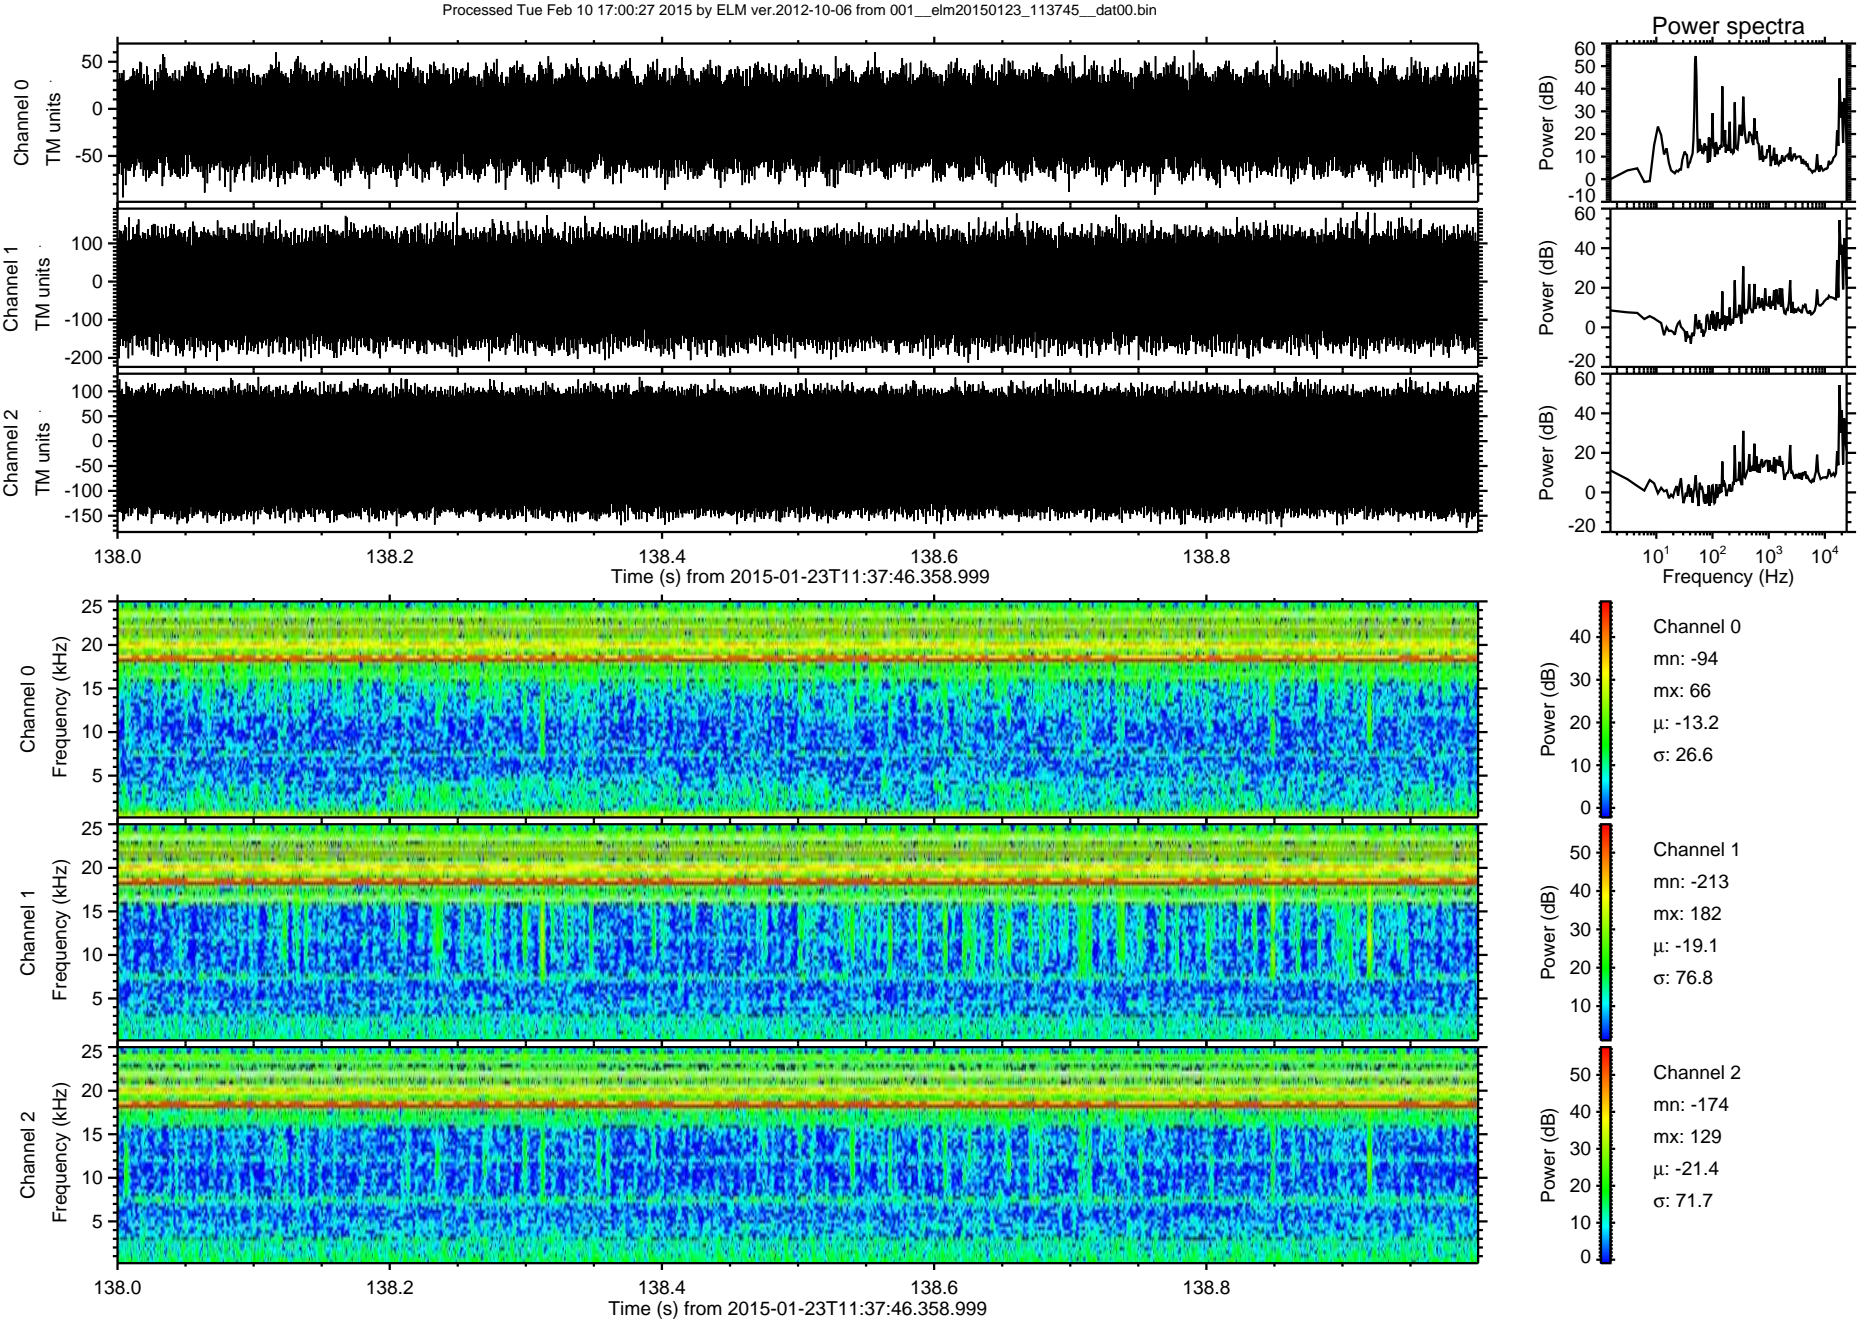 Processed Tue Feb 10 17:00:27 2015 by ELM ver.2012-10-06 from 001__elm20150123_113745__dat00.bin
Power spectra
Channel 0
TM units
50
0
-50
Power (dB)
60
50
40
30
20
10
0
-10
Channel 1
TM units
100
0
-100
-200
Power (dB)
60
40
20
0
-20
Channel 2
TM units
100
50
0
-50
-100
-150
Power (dB)
60
40
20
0
-20
138.0 138.2 138.4 138.6 138.8
Time (s) from 2015-01-23T11:37:46.358.999
10^1 10^2 10^3 10^4
Frequency (Hz)
Channel 0
Frequency (kHz)
25
20
15
10
5
Power (dB)
40
30
20
10
0
Channel 0
mn: -94
mx: 66
μ: -13.2
σ: 26.6
Channel 1
Frequency (kHz)
25
20
15
10
5
Power (dB)
50
40
30
20
10
Channel 1
mn: -213
mx: 182
μ: -19.1
σ: 76.8
Channel 2
Frequency (kHz)
25
20
15
10
5
Power (dB)
50
40
30
20
10
0
Channel 2
mn: -174
mx: 129
μ: -21.4
σ: 71.7
138.0 138.2 138.4 138.6 138.8
Time (s) from 2015-01-23T11:37:46.358.999